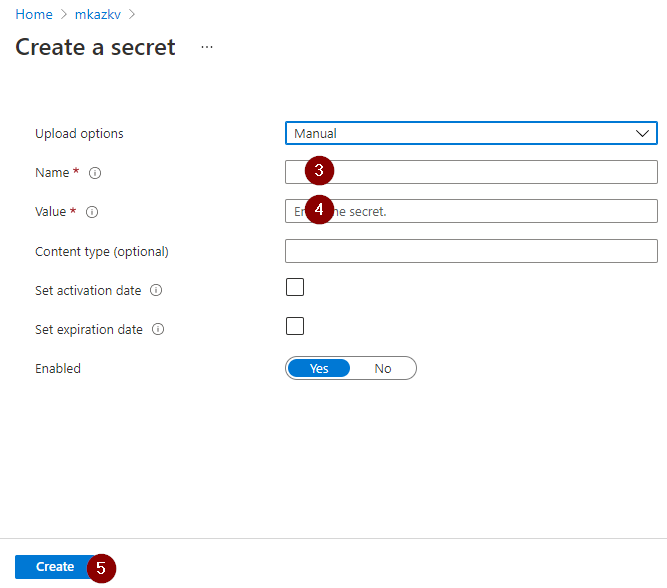 Home > mkazkv >
Create a secret ...
Upload options Manual
Name * 3
Value * 4 secret.
Content type (optional)
Set activation date
Set expiration date
Enabled Yes No
Create 5